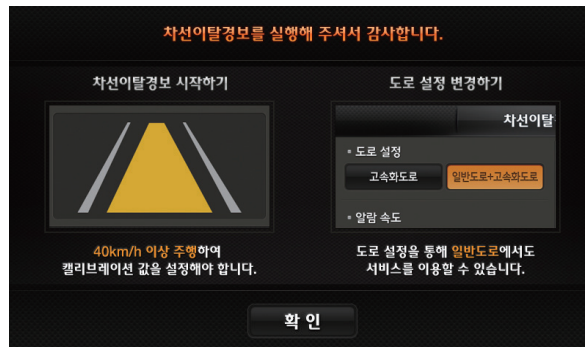 차선이탈경보를 실행해 주셔서 감사합니다.
차선이탈경보 시작하기
40km/h 이상 주행하여
캘리브레이션 값을 설정해야 합니다.
도로 설정 변경하기
차선이탈
• 도로 설정
고속화도로 일반도로+고속화도로
• 알람 속도
도로 설정을 통해 일반도로에서도
서비스를 이용할 수 있습니다.
확인